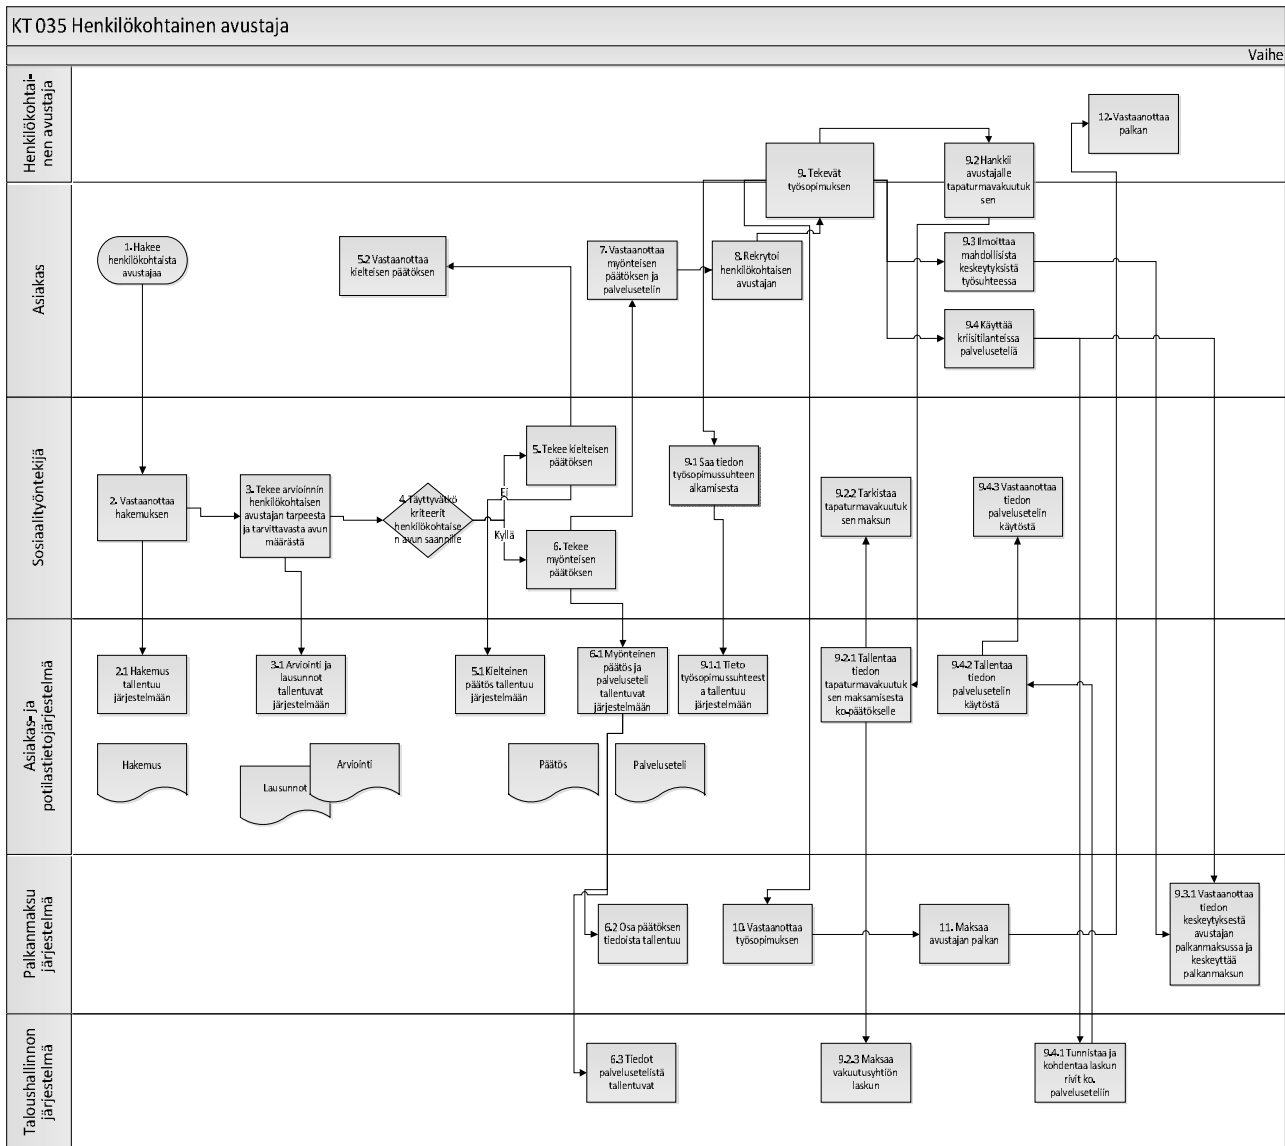 KT 035 Henkilökohtainen avustaja
Vaihe
Henkilökohtai-
nen avustaja
12. Vastaanottaa
palkan
9. Tekevät
työsopimuksen
9.2 Hankkii
avustajalle
tapaturmavakuutuk
sen
Asiakas
1. Hakee
henkilökohtaista
avustajaa
5.2 Vastaanottaa
kielteisen päätöksen
7. Vastaanottaa
myönteisen
päätöksen ja
palvelusetelin
8. Rekrytoi
henkilökohtaisen
avustajan
9.3 Ilmoittaa
mahdollisista
keskeytyksistä
työsuhteessa
9.4 Käyttää
kriisitilanteissa
palveluseteliä
Sosiaalityöntekijä
2. Vastaanottaa
hakemuksen
3. Tekee arvioinnin
henkilökohtaisen
avustajan tarpeesta
ja tarvittavasta avun
määrästä
4. Täyttyvätkö
kriteerit
henkilökohtaise
n avun saannille
Ei
Kyllä
5. Tekee kielteisen
päätöksen
6. Tekee
myönteisen
päätöksen
9.1 Saa tiedon
työsopimussuhteen
alkamisesta
9.2.2 Tarkistaa
tapaturmavakuutuk
sen maksun
9.4.3 Vastaanottaa
tiedon
palvelusetelin
käytöstä
Asiakas- ja
potilastietojärjestelmä
2.1 Hakemus
tallentuu
järjestelmään
3.1 Arviointi ja
lausunnot
tallentuvat
järjestelmään
5.1 Kielteinen
päätös tallentuu
järjestelmään
6.1 Myönteinen
päätös ja
palveluseteli
tallentuvat
järjestelmään
9.1.1 Tieto
työsopimussuhteest
a tallentuu
järjestelmään
9.2.1 Tallentaa
tiedon
tapaturmavakuutuk
sen maksamisesta
ko.päätökselle
9.4.2 Tallentaa
tiedon
palvelusetelin
käytöstä
Hakemus
Lausunnot
Arviointi
Päätös
Palveluseteli
Palkanmaksu
järjestelmä
6.2 Osa päätöksen
tiedoista tallentuu
10. Vastaanottaa
työsopimuksen
11. Maksaa
avustajan palkan
9.3.1 Vastaanottaa
tiedon
keskeytyksestä
avustajan
palkanmaksussa ja
keskeyttää
palkanmaksun
Taloushallinnon
järjestelmä
6.3 Tiedot
palvelusetelistä
tallentuvat
9.2.3 Maksaa
vakuutusyhtiön
laskun
9.4.1 Tunnistaa ja
kohdentaa laskun
rivit ko.
palveluseteliin